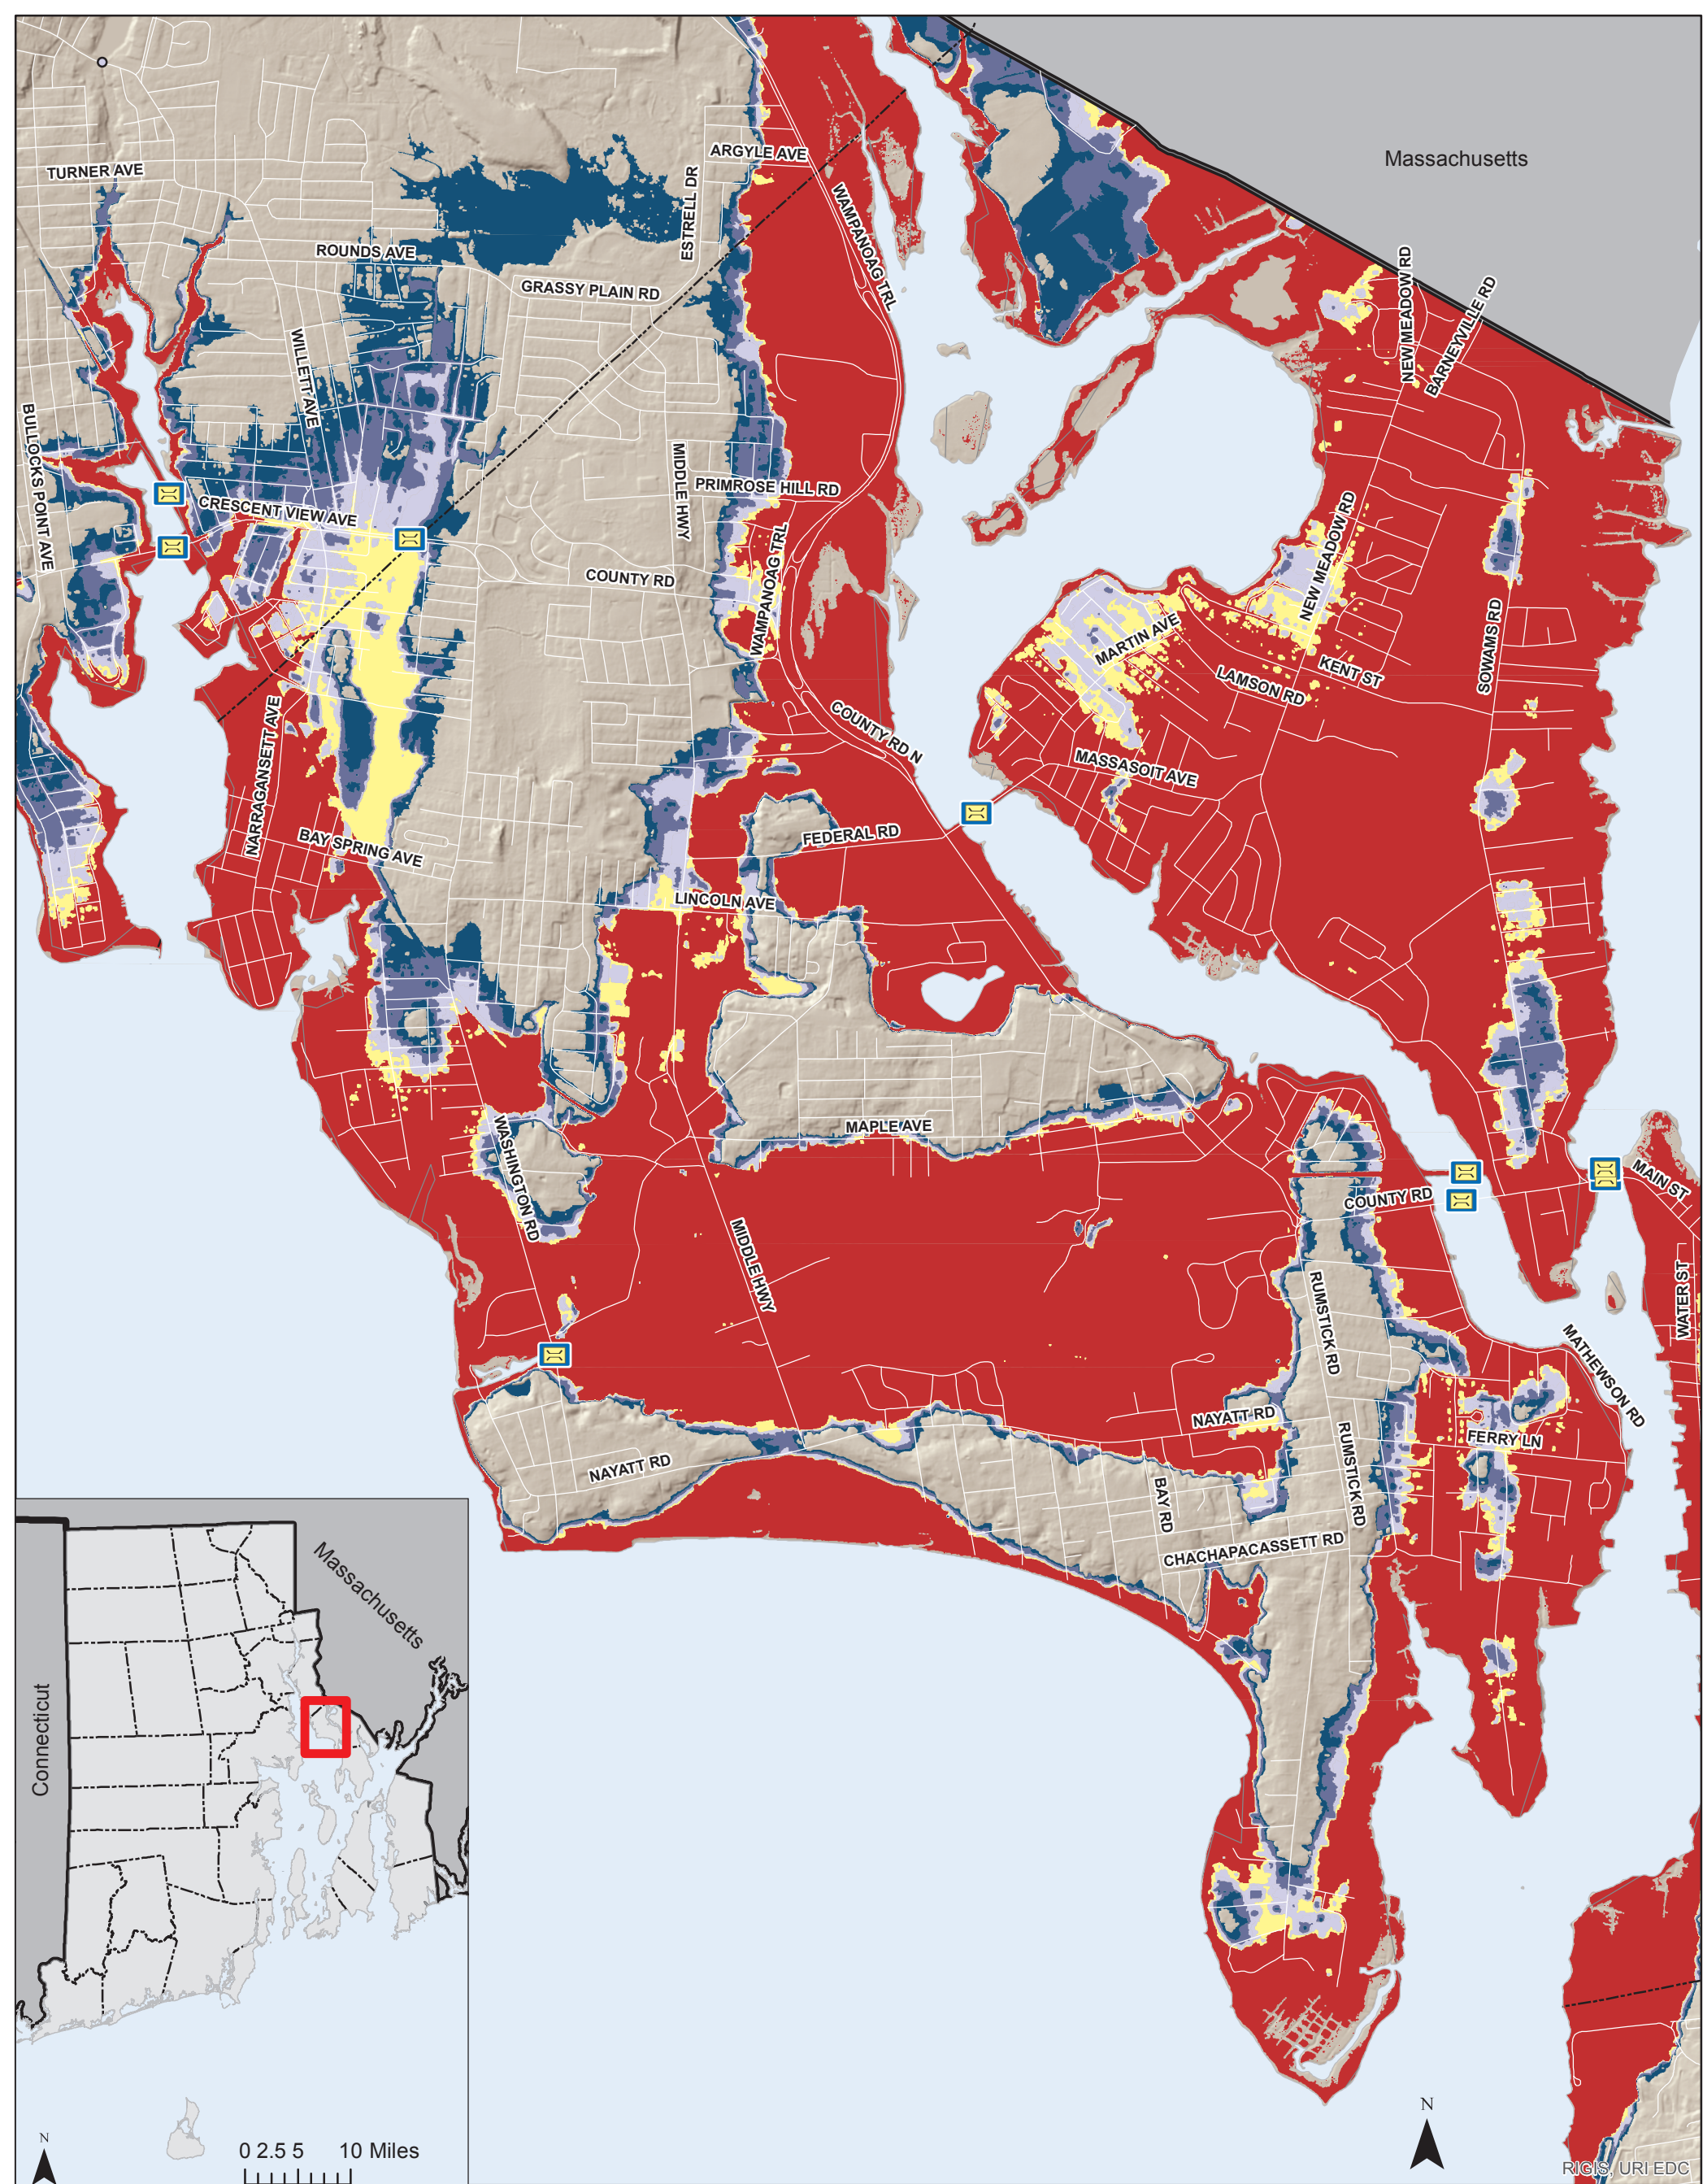 Massachusetts
TURNER AVE
ARGYLE AVE
ESTRELL DR
WAMPANOAG TRL
ROUNDS AVE
GRASSY PLAIN RD
NEW MEADOW RD
BARNEYVILLE RD
WILLETT AVE
BULLOCKS POINT AVE
MIDDLE HWY
PRIMROSE HILL RD
CRESCENT VIEW AVE
WAMPANOAG TRL
COUNTY RD
NEW MEADOW RD
MARTIN AVE
SOWAMS RD
KENT ST
LAMSON RD
NARRAGANSETT AVE
COUNTY RD N
MASSASOIT AVE
BAY SPRING AVE
FEDERAL RD
LINCOLN AVE
MAPLE AVE
WASHINGTON RD
MAIN ST
COUNTY RD
MIDDLE HWY
WATER ST
RUMSTICK RD
MATHEWSON RD
NAYATT RD
FERRY LN
NAYATT RD
RUMSTICK RD
BAY RD
CHACHAPACASSETT RD
Massachusetts
Connecticut
N
0 2.5 5 10 Miles
N
RIGIS, URI EDC